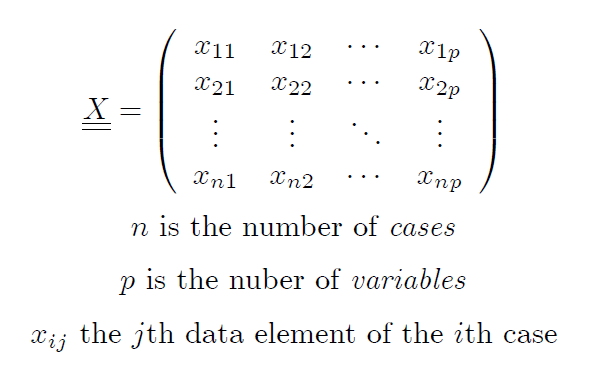 X = ( x11 x12 ⋯ x1p
x21 x22 ⋯ x2p
⋮ ⋮ ⋱ ⋮
xn1 xn2 ⋯ xnp )
n is the number of cases
p is the nuber of variables
xij the jth data element of the ith case